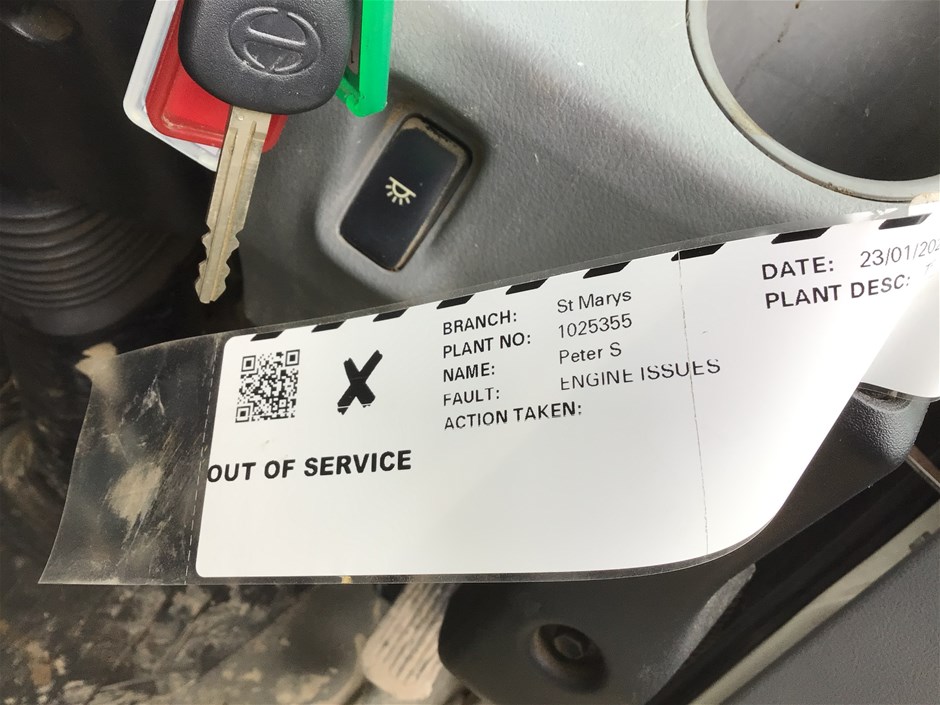 BRANCH: St Marys
PLANT NO: 1025355
NAME: Peter S
FAULT: ENGINE ISSUES
ACTION TAKEN:
OUT OF SERVICE
DATE: 23/01/202
PLANT DESC: